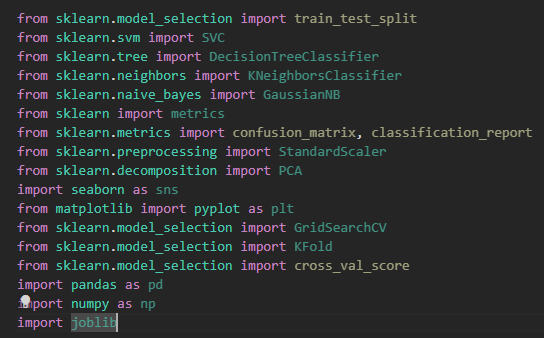 from sklearn.model_selection import train_test_split
from sklearn.svm import SVC
from sklearn.tree import DecisionTreeClassifier
from sklearn.neighbors import KNeighborsClassifier
from sklearn.naive_bayes import GaussianNB
from sklearn import metrics
from sklearn.metrics import confusion_matrix, classification_report
from sklearn.preprocessing import StandardScaler
from sklearn.decomposition import PCA
import seaborn as sns
from matplotlib import pyplot as plt
from sklearn.model_selection import GridSearchCV
from sklearn.model_selection import KFold
from sklearn.model_selection import cross_val_score
import pandas as pd
import numpy as np
import joblib